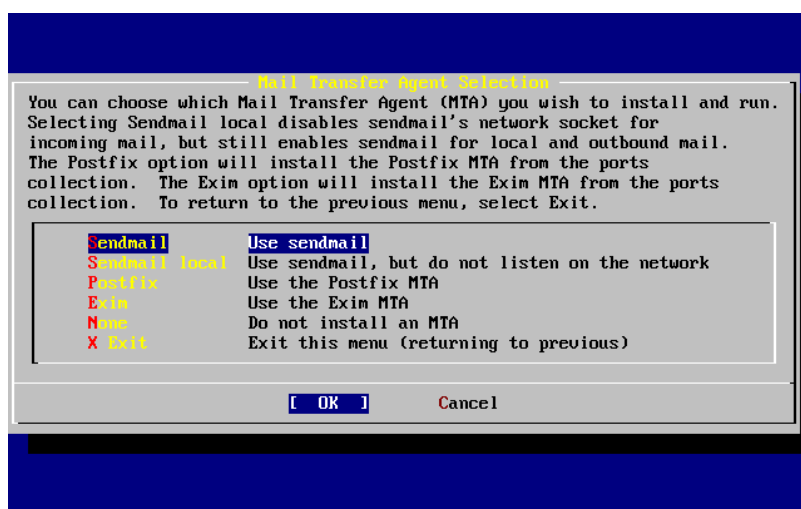 Mail Transfer Agent Selection
You can choose which Mail Transfer Agent (MTA) you wish to install and run.
Selecting Sendmail local disables sendmail's network socket for
incoming mail, but still enables sendmail for local and outbound mail.
The Postfix option will install the Postfix MTA from the ports
collection.  The Exim option will install the Exim MTA from the ports
collection.  To return to the previous menu, select Exit.
Sendmail Use sendmail
Sendmail local Use sendmail, but do not listen on the network
Postfix Use the Postfix MTA
Exim Use the Exim MTA
None Do not install an MTA
X Exit Exit this menu (returning to previous)
[ OK ] Cancel